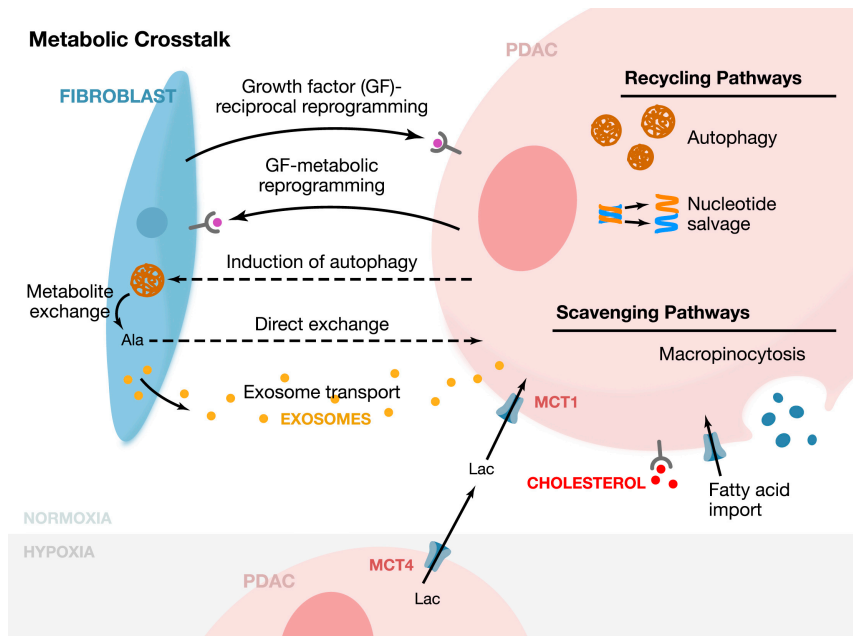 Metabolic Crosstalk
PDAC
FIBROBLAST
Growth factor (GF)-
reciprocal reprogramming
GF-metabolic
reprogramming
Recycling Pathways
Autophagy
Nucleotide
salvage
Induction of autophagy
Metabolite
exchange
Ala
Direct exchange
Scavenging Pathways
Macropinocytosis
Exosome transport
EXOSOMES
MCT1
Lac
CHOLESTEROL
Fatty acid
import
NORMOXIA
HYPOXIA
MCT4
PDAC
Lac